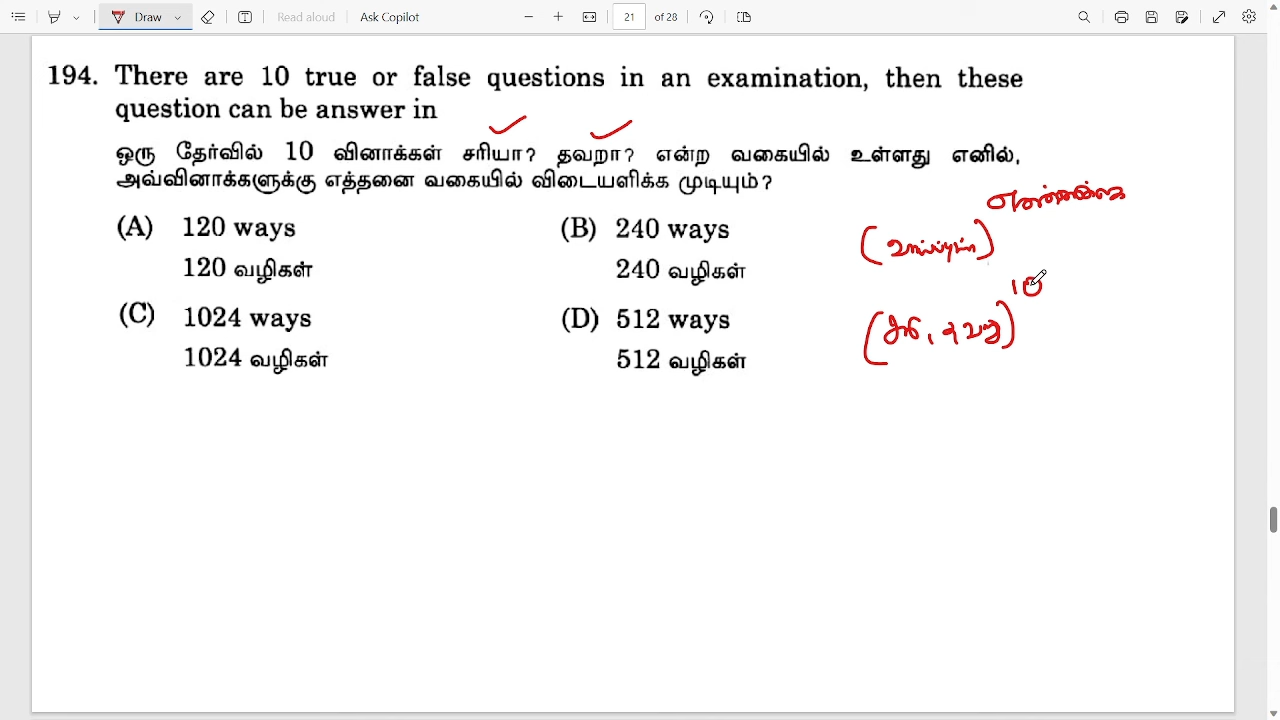 Draw
Read aloud
Ask Copilot
21
of 28
194. There are 10 true or false questions in an examination, then these
question can be answer in
ஒரு தேர்வில் 10 வினாக்கள் சரியா? தவறா? என்ற வகையில் உள்ளது எனில்,
அவ்வினாக்களுக்கு எத்தனை வகையில் விடையளிக்க முடியும்?
(A) 120 ways
120 வழிகள்
(B) 240 ways
240 வழிகள்
(C) 1024 ways
1024 வழிகள்
(D) 512 ways
512 வழிகள்
10
(சரி, தவறு)